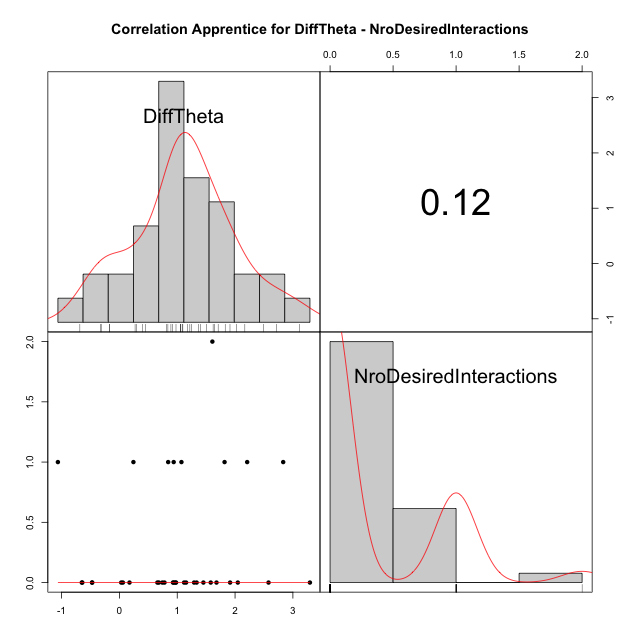 Correlation Apprentice for DiffTheta - NroDesiredInteractions
0.0 0.5 1.0 1.5 2.0
DiffTheta
0.12
3
2
1
0
-1
NroDesiredInteractions
2.0
1.5
1.0
0.5
0.0
-1 0 1 2 3